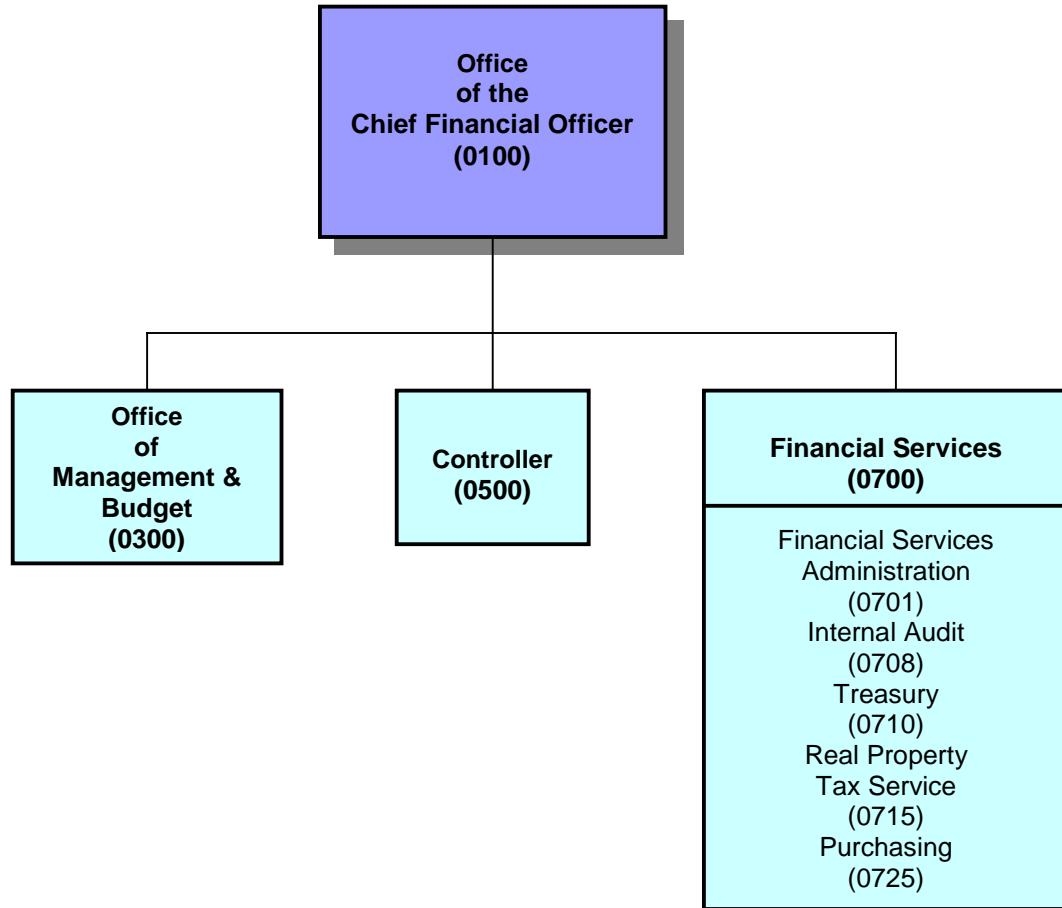 Office
of the
Chief Financial Officer
(0100)
Office
of
Management &
Budget
(0300)
Controller
(0500)
Financial Services
(0700)
Financial Services
Administration
(0701)
Internal Audit
(0708)
Treasury
(0710)
Real Property
Tax Service
(0715)
Purchasing
(0725)